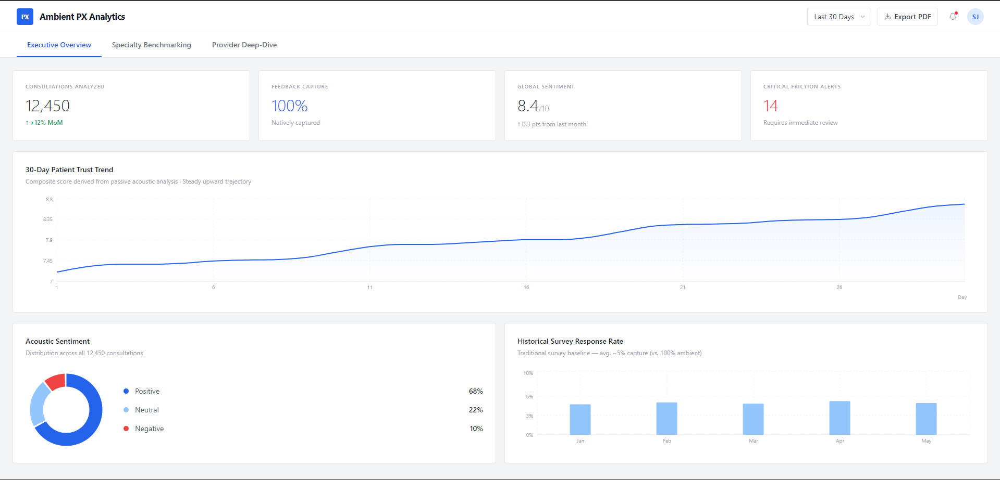 PX
Ambient PX Analytics
Last 30 Days
Export PDF
SJ
Executive Overview
Specialty Benchmarking
Provider Deep-Dive
CONSULTATIONS ANALYZED
12,450
↑ +12% MoM
FEEDBACK CAPTURE
100%
Natively captured
GLOBAL SENTIMENT
8.4/10
↑ 0.3 pts from last month
CRITICAL FRICTION ALERTS
14
Requires immediate review
30-Day Patient Trust Trend
Composite score derived from passive acoustic analysis · Steady upward trajectory
8.8
8.35
7.9
7.45
7
1
6
11
16
21
26
Day
Acoustic Sentiment
Distribution across all 12,450 consultations
Positive 68%
Neutral 22%
Negative 10%
Historical Survey Response Rate
Traditional survey baseline — avg. ~5% capture (vs. 100% ambient)
10%
6%
3%
0%
Jan
Feb
Mar
Apr
May